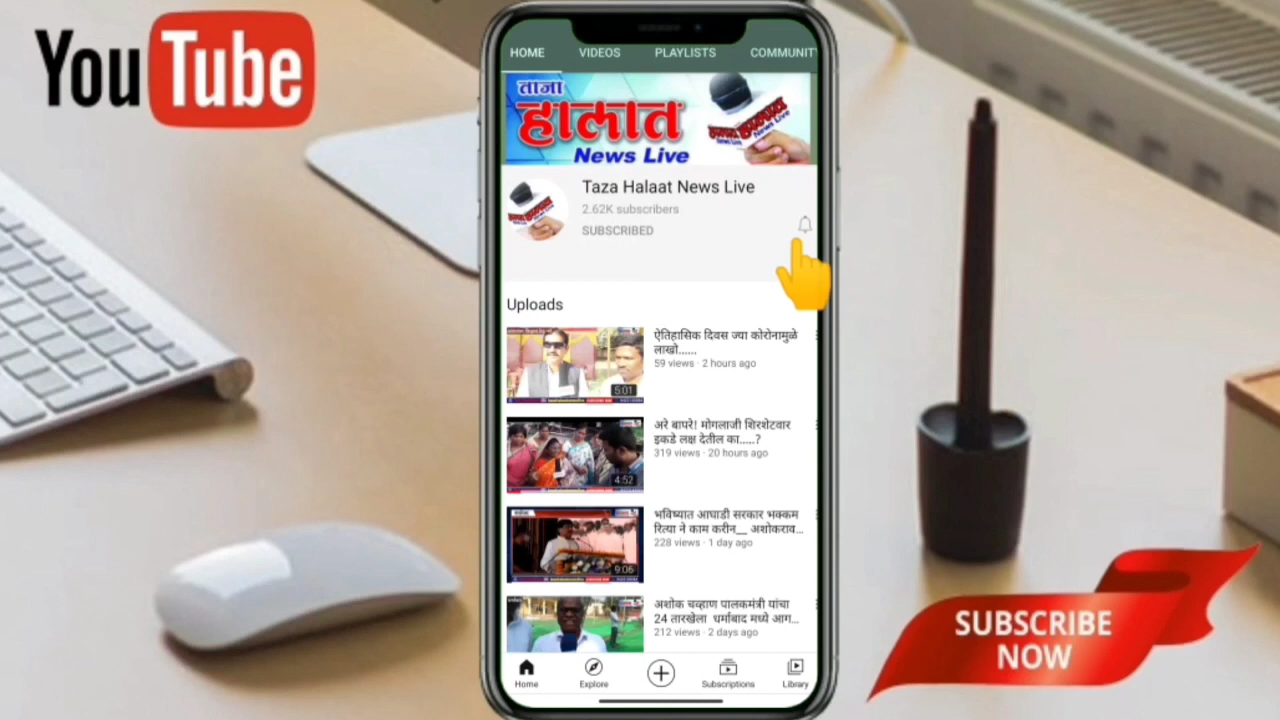 YouTube
HOME VIDEOS PLAYLISTS COMMUNIT
ताजा
हालात
News Live
Taza Halaat News Live
2.62K subscribers
SUBSCRIBED
Uploads
ऐतिहासिक दिवस ज्या कोरोनामुळे
लाखो......
59 views · 2 hours ago
5:01
अरे बापरे! मोगलाजी शिरशेटवार
इकडे लक्ष देतील का.....?
319 views · 20 hours ago
4:52
भविष्यात आघाडी सरकार भक्कम
रित्या ने काम करीन__ अशोकराव...
228 views · 1 day ago
9:06
अशोक चव्हाण पालकमंत्री यांचा
24 तारखेला धर्माबाद मध्ये आग...
212 views · 2 days ago
Home Explore Subscriptions Library
SUBSCRIBE
NOW